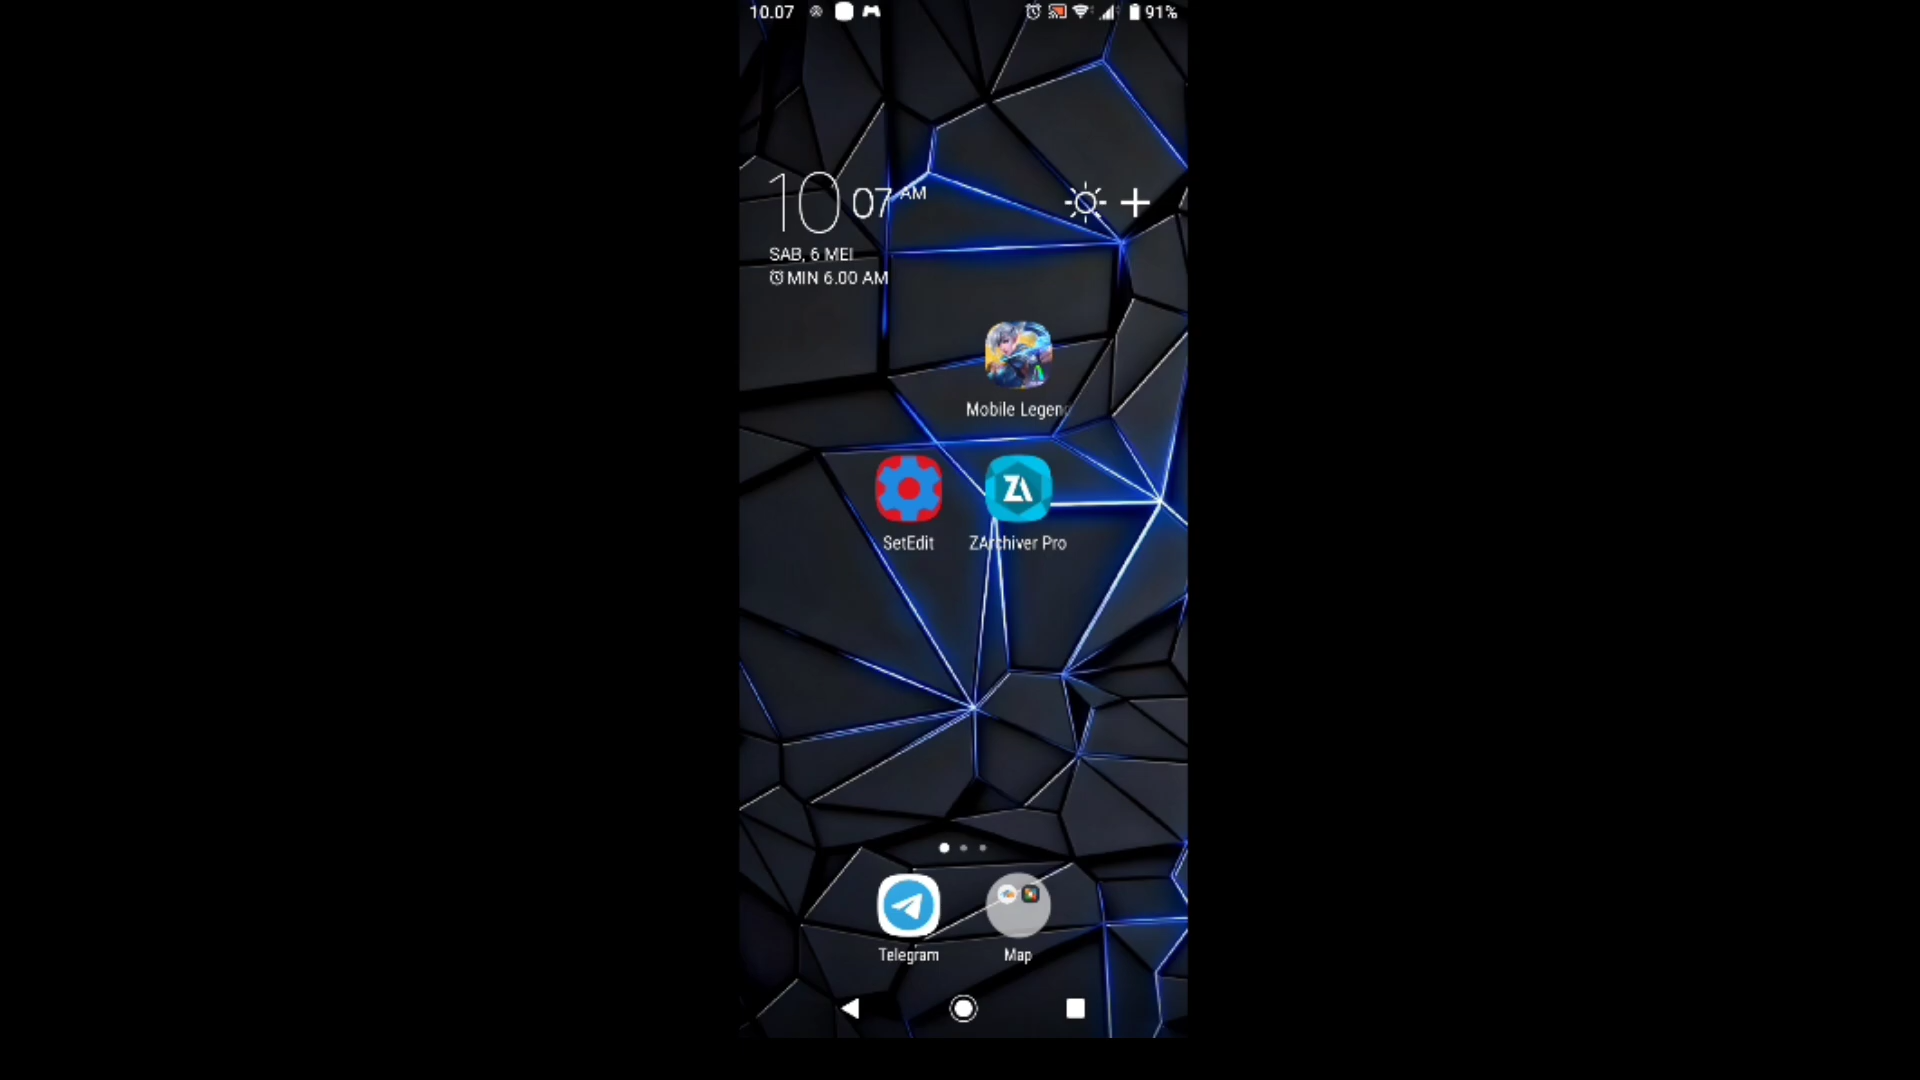 10.07
91%
10 07 AM
SAB, 6 MEI
MIN 6.00 AM
Mobile Legen
SetEdit
ZArchiver Pro
Telegram
Map